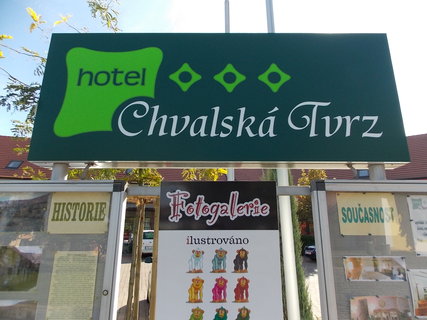 hotel
Chvalská Tvrz
HISTORIE
Fotogalerie
ilustrováno
SOUČASNOST